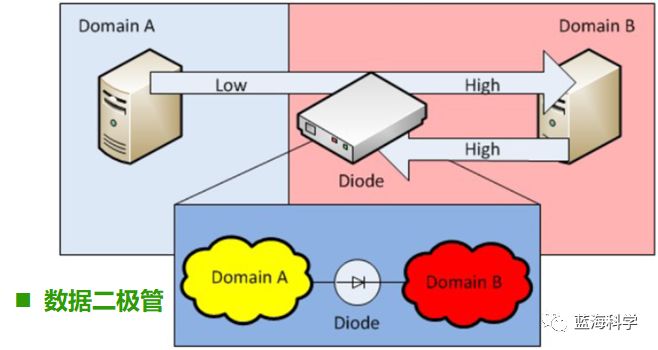 Domain A
Domain B
Low
High
High
Diode
Domain A
Domain B
Diode
数据二极管
蓝海科学